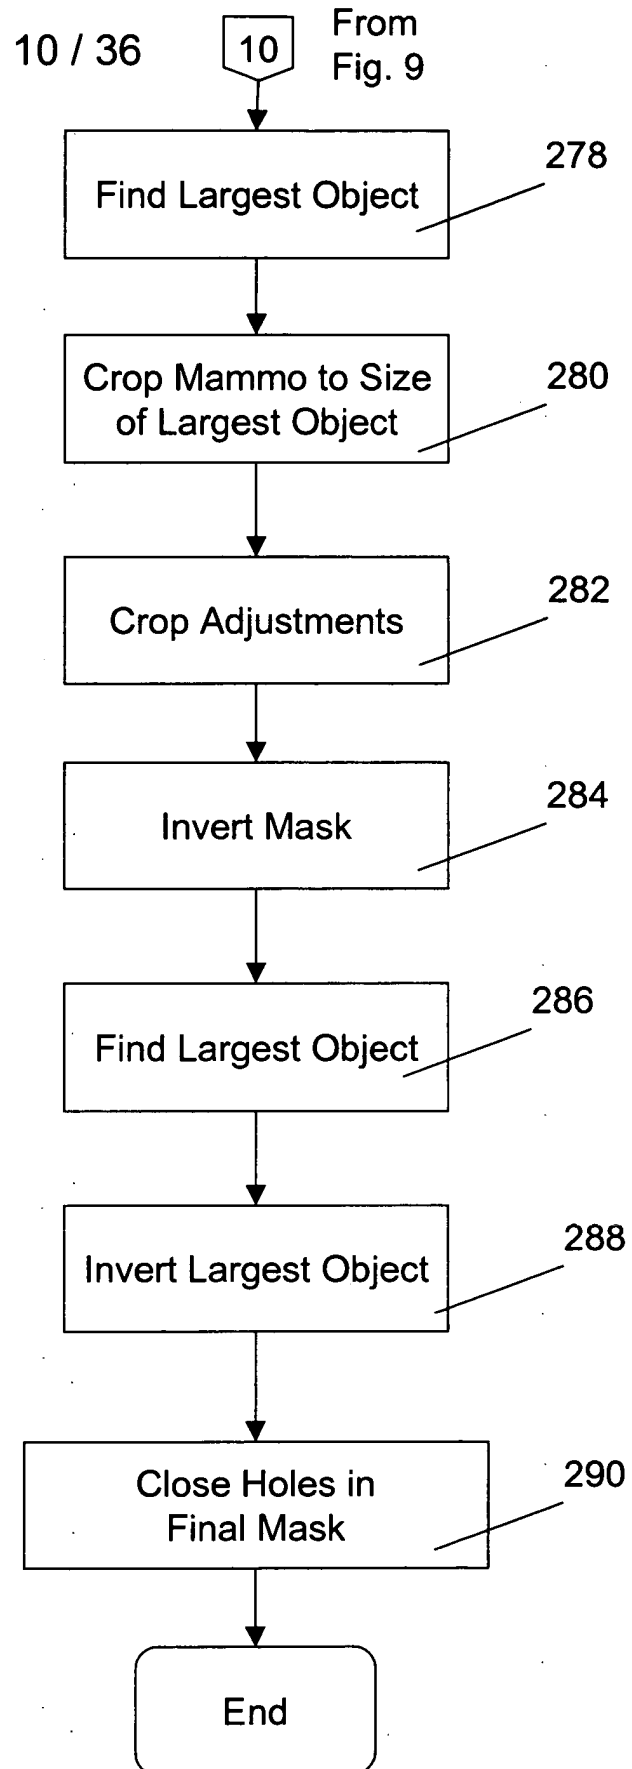 10 / 36
10
From
Fig. 9
Find Largest Object
278
Crop Mammo to Size
of Largest Object
280
Crop Adjustments
282
Invert Mask
284
Find Largest Object
286
Invert Largest Object
288
Close Holes in
Final Mask
290
End